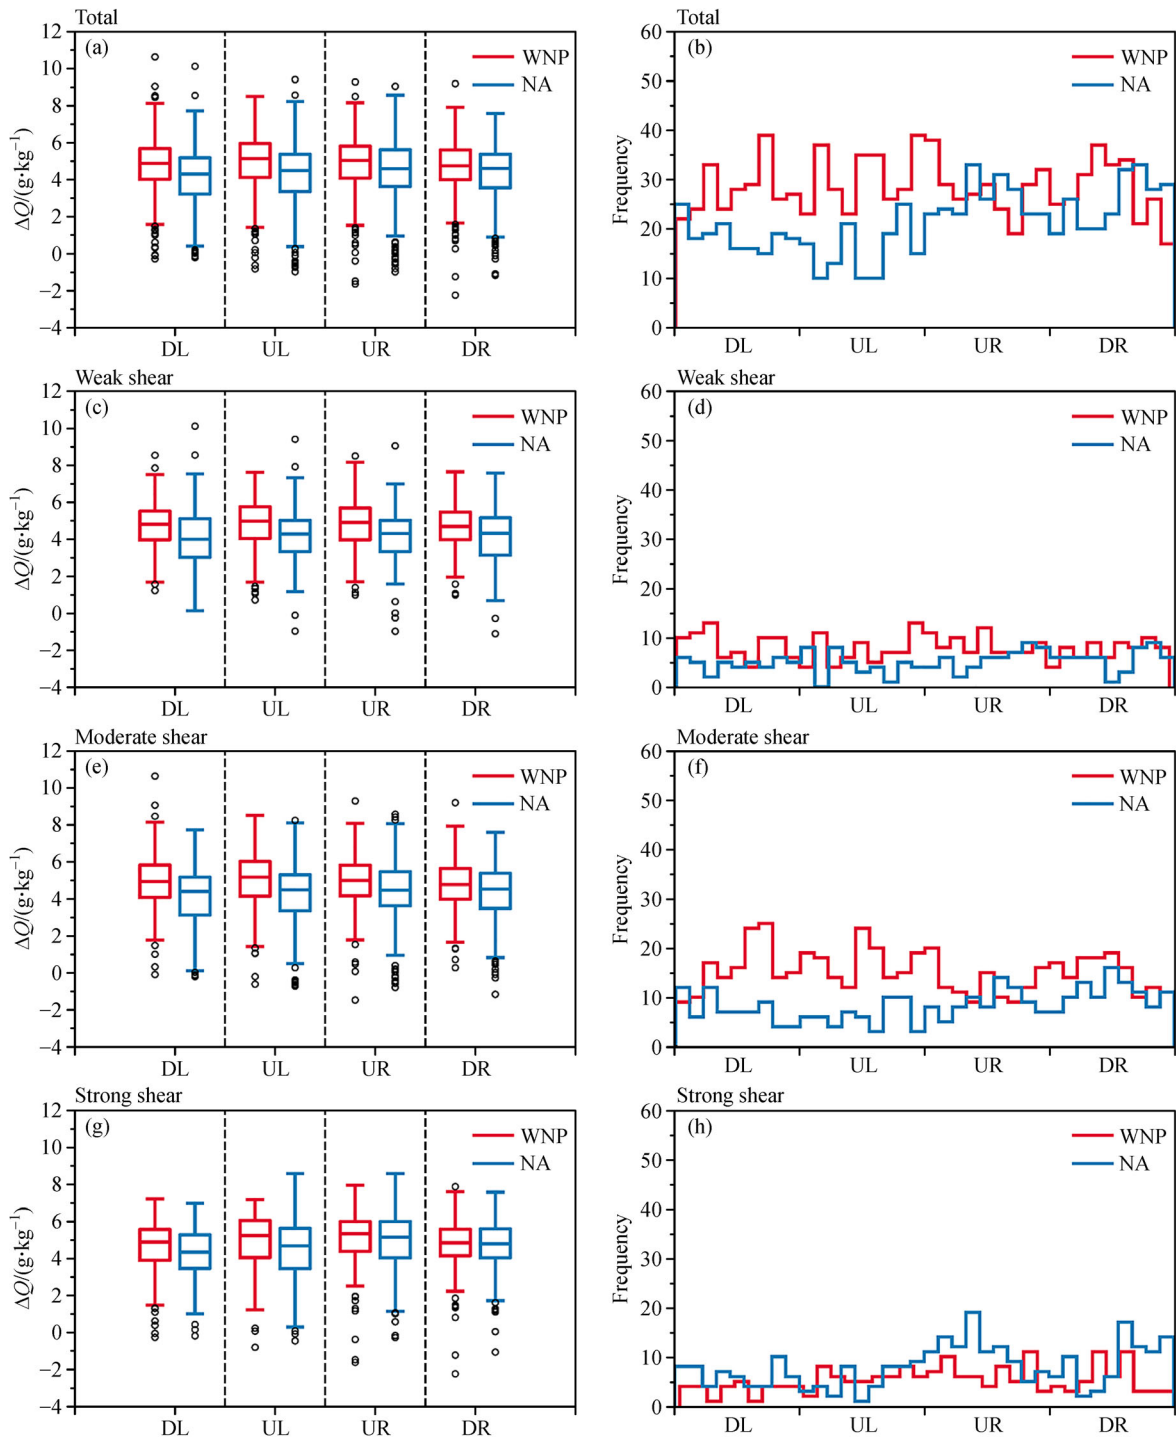 Total
(a)
WNP
NA
ΔQ/(g·kg⁻¹)
12
10
8
6
4
2
0
−2
−4
DL UL UR DR
Total
(b)
WNP
NA
Frequency
60
50
40
30
20
10
0
DL UL UR DR
Weak shear
(c)
WNP
NA
ΔQ/(g·kg⁻¹)
12
10
8
6
4
2
0
−2
−4
DL UL UR DR
Weak shear
(d)
WNP
NA
Frequency
60
50
40
30
20
10
0
DL UL UR DR
Moderate shear
(e)
WNP
NA
ΔQ/(g·kg⁻¹)
12
10
8
6
4
2
0
−2
−4
DL UL UR DR
Moderate shear
(f)
WNP
NA
Frequency
60
50
40
30
20
10
0
DL UL UR DR
Strong shear
(g)
WNP
NA
ΔQ/(g·kg⁻¹)
12
10
8
6
4
2
0
−2
−4
DL UL UR DR
Strong shear
(h)
WNP
NA
Frequency
60
50
40
30
20
10
0
DL UL UR DR